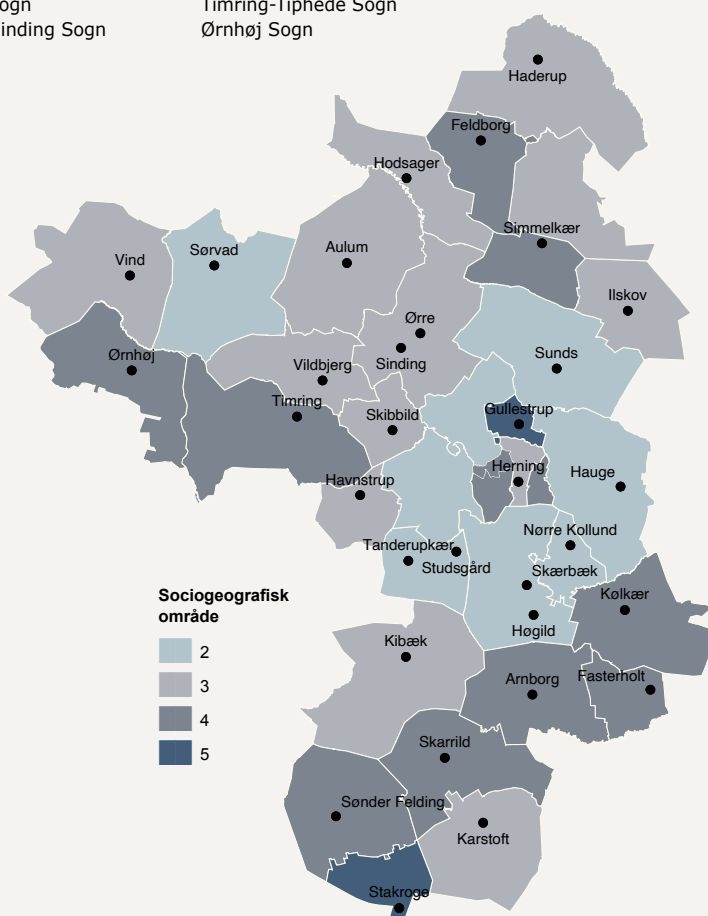 ogn
Timring-Tiphede Sogn
inding Sogn
Ørnhøj Sogn
Haderup
Feldborg
Hodsager
Simmelkær
Sørvad
Aulum
Vind
Ilskov
Ørre
Sunds
Ørnhøj
Vildbjerg
Sinding
Timring
Skibbild
Gullestrup
Herning
Hauge
Havnstrup
Nørre Kollund
Tanderupkær
Studsgård
Skærbæk
Kølkær
Høgild
Sociogeografisk
område
2
3
4
5
Kibæk
Arnborg
Fasterholt
Skarrild
Sønder Felding
Karstoft
Stakroge